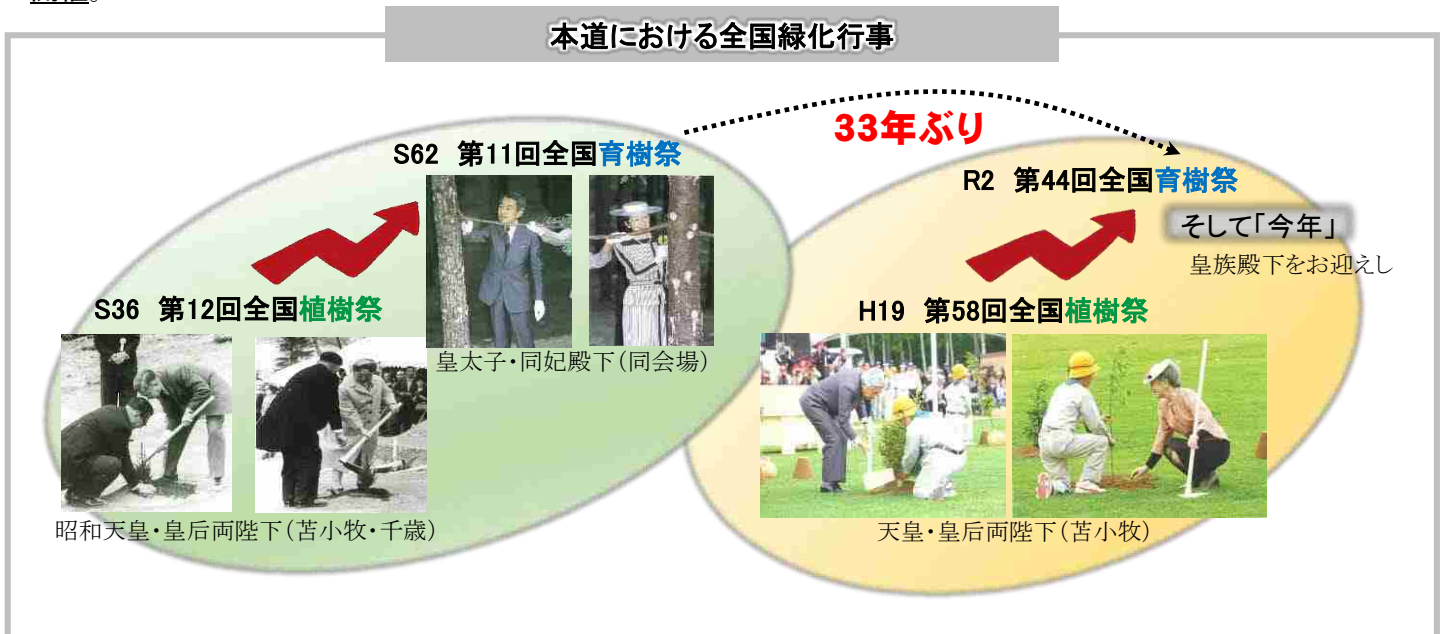 開催。
本道における全国緑化行事
33年ぶり
S62 第11回全国育樹祭
R2 第44回全国育樹祭
そして「今年」
皇族殿下をお迎えし
S36 第12回全国植樹祭
H19 第58回全国植樹祭
皇太子・同妃殿下(同会場)
昭和天皇・皇后両陛下(苫小牧・千歳)
天皇・皇后両陛下(苫小牧)